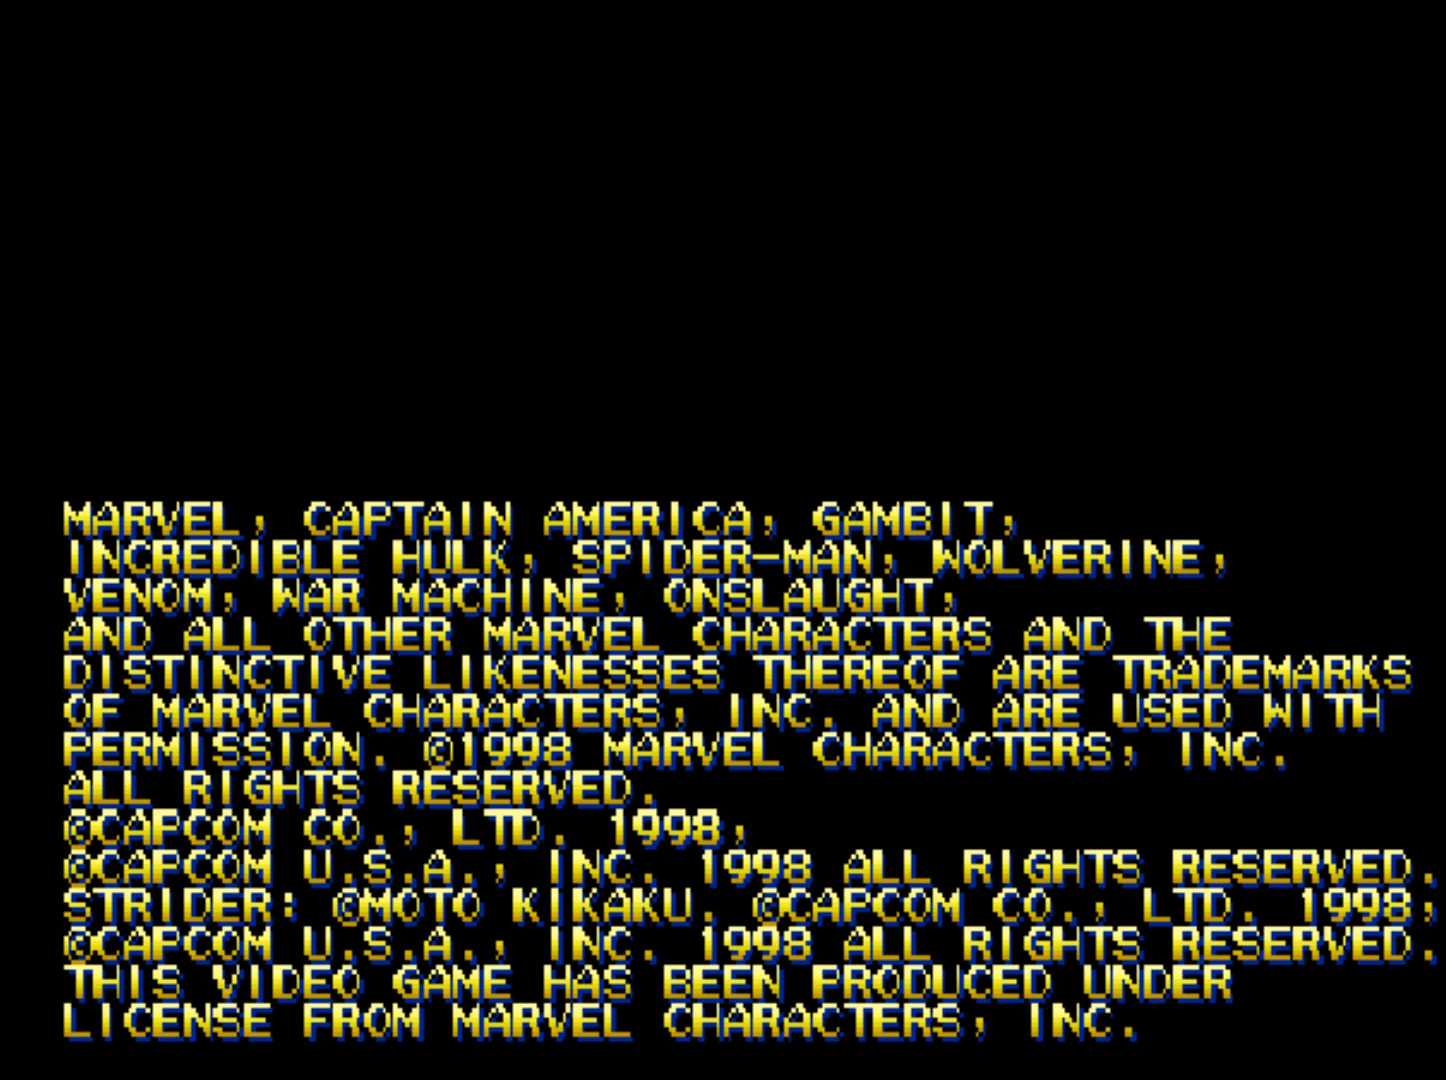 MARVEL, CAPTAIN AMERICA, GAMBIT,
INCREDIBLE HULK, SPIDER-MAN, WOLVERINE,
VENOM, WAR MACHINE, ONSLAUGHT,
AND ALL OTHER MARVEL CHARACTERS AND THE
DISTINCTIVE LIKENESSES THEREOF ARE TRADEMARKS
OF MARVEL CHARACTERS, INC. AND ARE USED WITH
PERMISSION. ©1998 MARVEL CHARACTERS, INC.
ALL RIGHTS RESERVED.
©CAPCOM CO., LTD. 1998,
©CAPCOM U.S.A., INC. 1998 ALL RIGHTS RESERVED.
STRIDER: ©MOTO KIKAKU. ©CAPCOM CO., LTD. 1998,
©CAPCOM U.S.A., INC. 1998 ALL RIGHTS RESERVED.
THIS VIDEO GAME HAS BEEN PRODUCED UNDER
LICENSE FROM MARVEL CHARACTERS, INC.